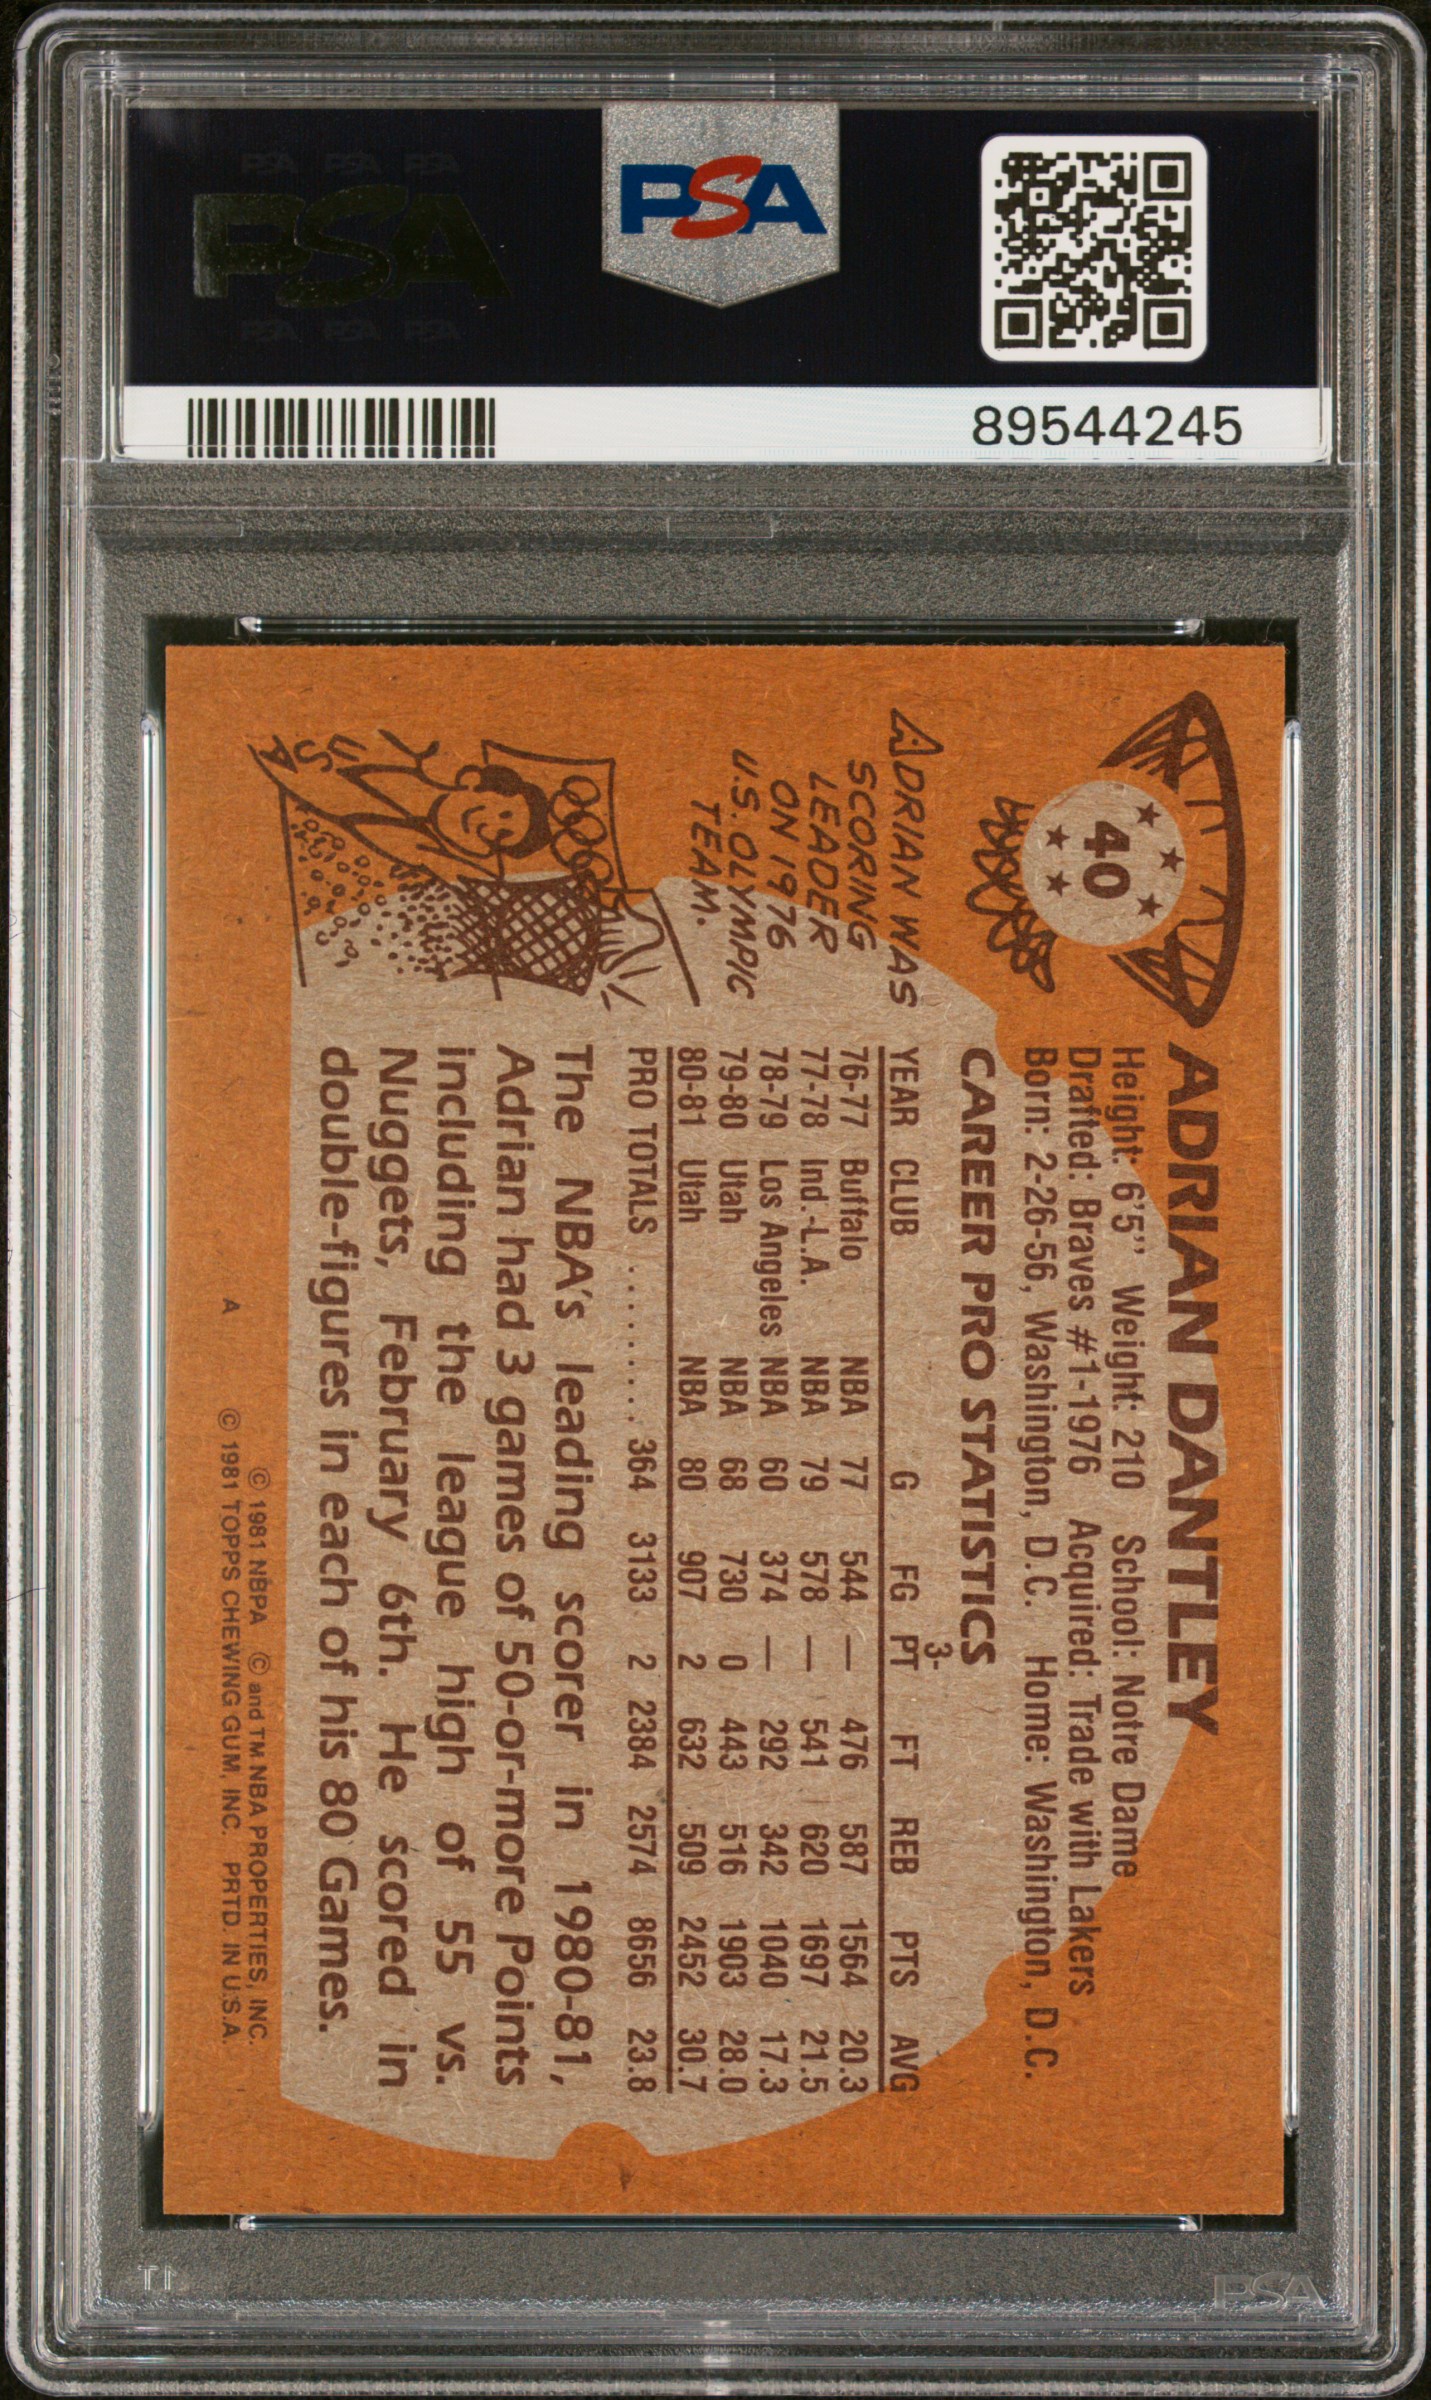 PSA PSA PSA
PSA
PSA PSA PSA
PSA
89544245
40
ADRIAN DANTLEY
Height: 6'5" Weight: 210 School: Notre Dame
Drafted: Braves #1-1976 Acquired: Trade with Lakers
Born: 2-26-56, Washington, D.C. Home: Washington, D.C.
CAREER PRO STATISTICS
YEAR CLUB G FG 3-PT FT REB PTS AVG
76-77 Buffalo NBA 77 544 — 476 587 1564 20.3
77-78 Ind.-L.A. NBA 79 578 — 541 620 1697 21.5
78-79 Los Angeles NBA 60 374 — 292 342 1040 17.3
79-80 Utah NBA 68 730 0 443 516 1903 28.0
80-81 Utah NBA 80 907 2 632 509 2452 30.7
PRO TOTALS . . . . . . . . . 364 3133 2 2384 2574 8656 23.8
The NBA's leading scorer in 1980-81,
Adrian had 3 games of 50-or-more Points
including the league high of 55 vs.
Nuggets, February 6th. He scored in
double-figures in each of his 80 Games.
ADRIAN WAS
SCORING
LEADER
ON 1976
U.S. OLYMPIC
TEAM.
USA
© 1981 NBPA © and TM NBA PROPERTIES, INC.
A © 1981 TOPPS CHEWING GUM, INC. PRTD. IN U.S.A.
PSA